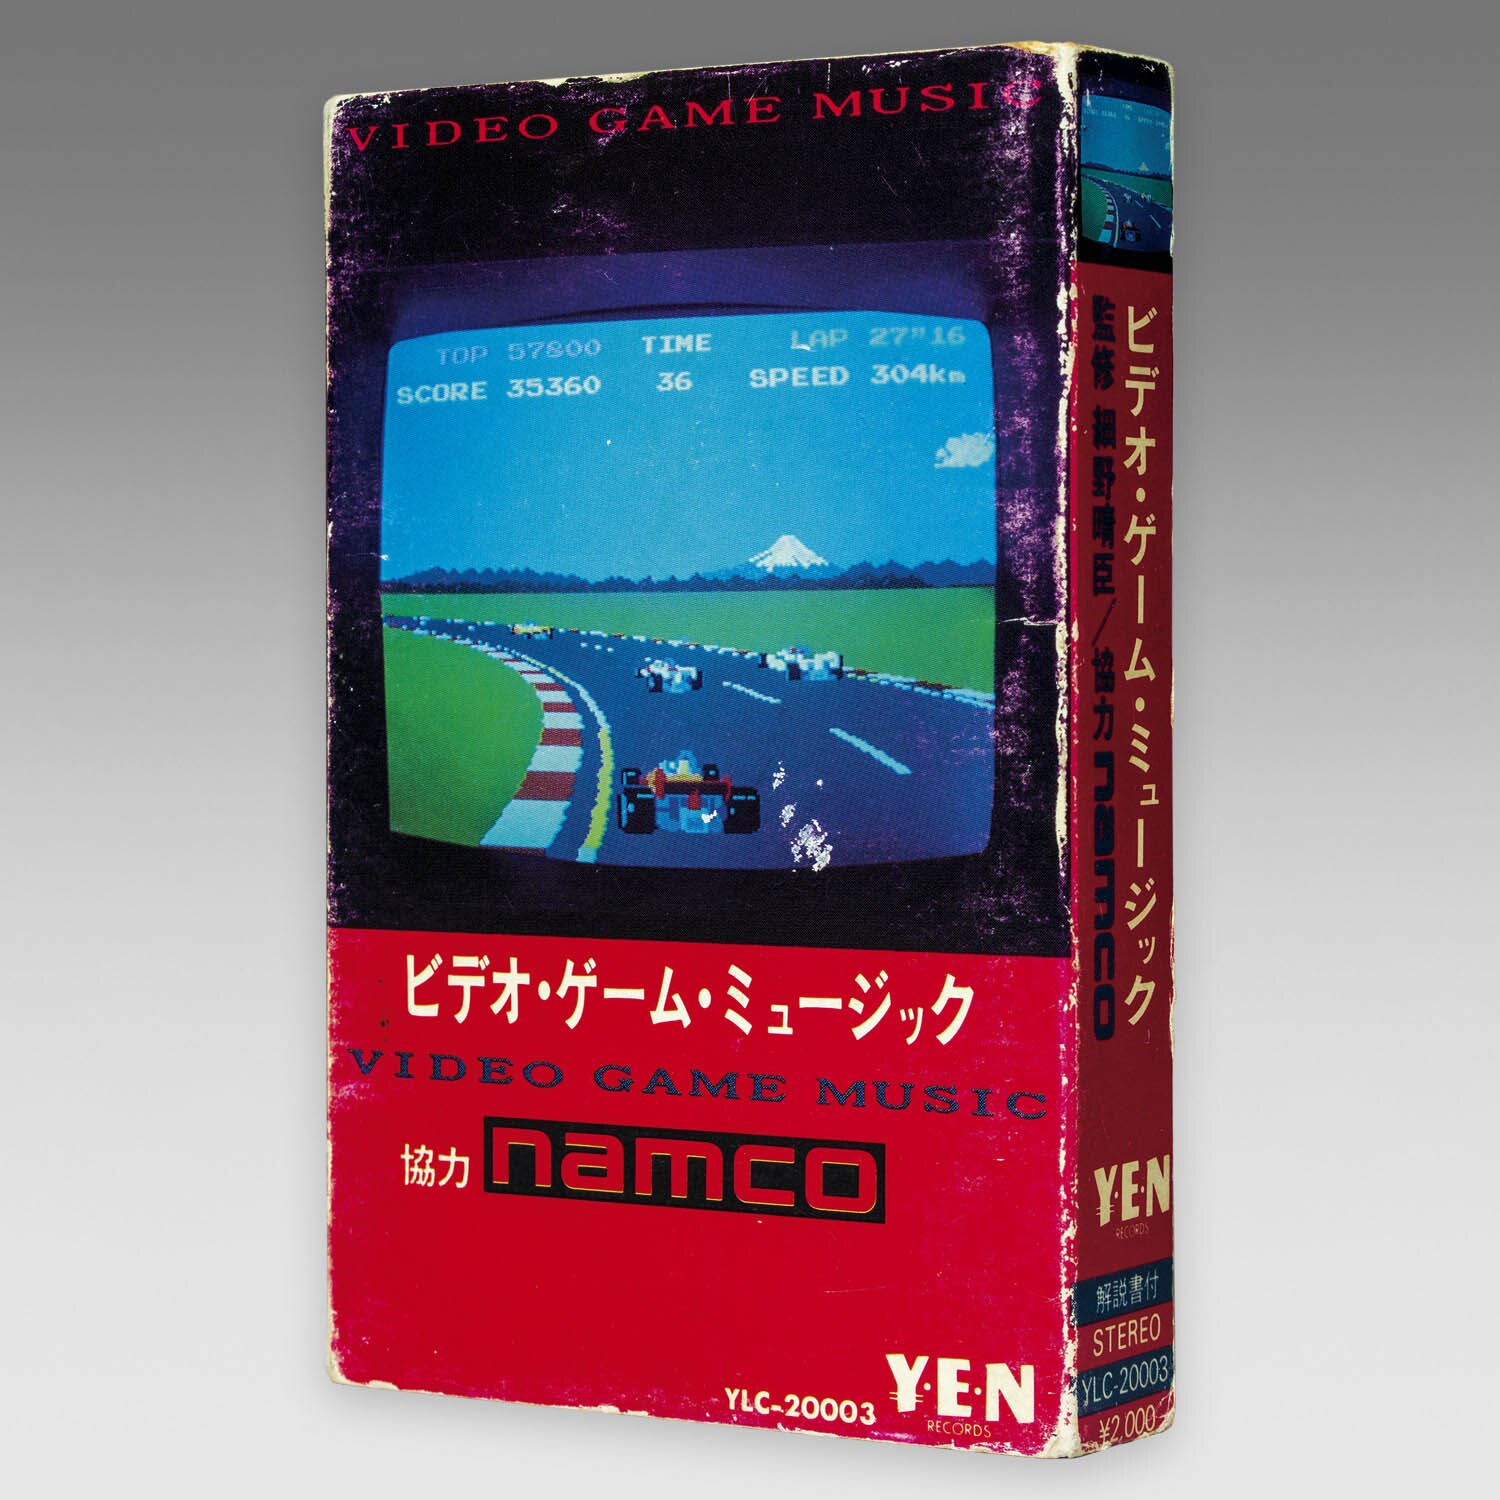 VIDEO GAME MUSIC
TOP 57800 TIME LAP 27"16
SCORE 35360 36 SPEED 304km
ビデオ・ゲーム・ミュージック
VIDEO GAME MUSIC
協力 namco
YLC-20003 Y・E・N
RECORDS
ビデオ・ゲーム・ミュージック
監修 細野晴臣/協力 namco
Y・E・N
RECORDS
解説書付
STEREO
YLC-20003
¥2,000